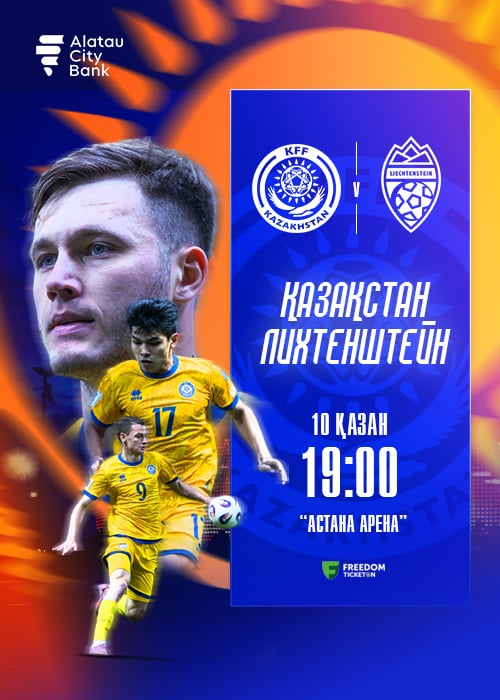 Alatau
City
Bank
KFF
KAZAKHSTAN
V
LIECHTENSTEIN
ҚАЗАҚСТАН
ЛИХТЕНШТЕЙН
10 ҚАЗАН
19:00
“АСТАНА АРЕНА”
FREEDOM
TICKETON
17
9